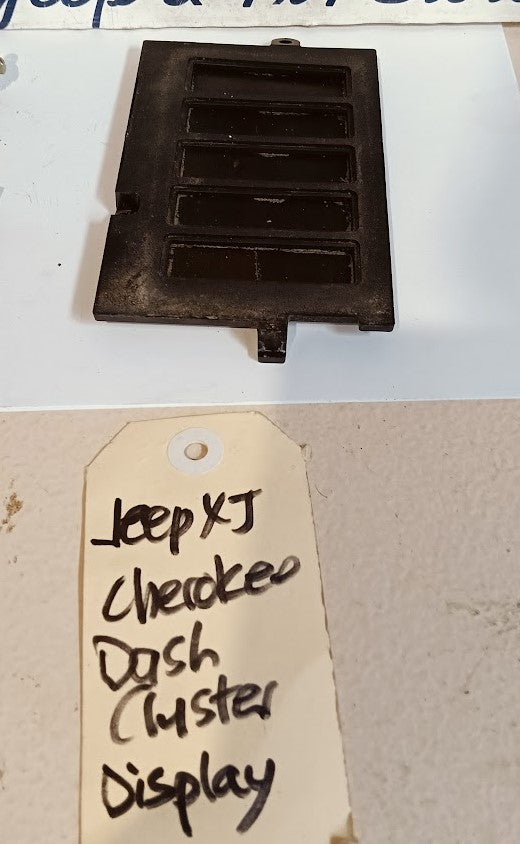 Jeep XJ
Cherokee
Dash
Cluster
Display